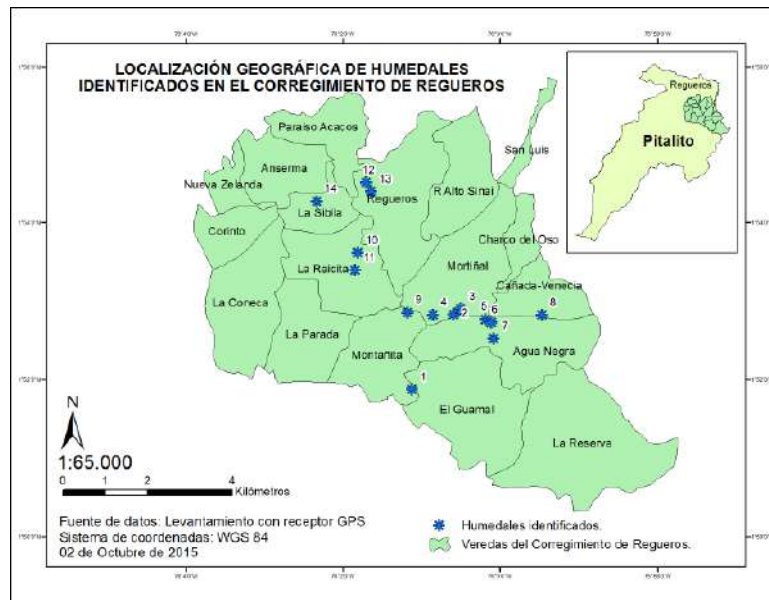 LOCALIZACIÓN GEOGRÁFICA DE HUMEDALES
IDENTIFICADOS EN EL CORREGIMIENTO DE REGUEROS
Regueros
Pitalito
Paraiso Acacos
San Luis
Anserma
Nueva Zelanda
12
13
14
Regueros
R Alto Sinai
La Sibila
Corinto
Charco del Oso
10
11
La Raicita
Mortiñal
Cañada-Venecia
La Coneca
9
4
3
2
5
6
7
8
La Parada
Montañita
Agua Negra
1
El Guamal
La Reserva
N
1:65.000
0 1 2 4
Kilómetros
Fuente de datos: Levantamiento con receptor GPS
Sistema de coordenadas: WGS 84
02 de Octubre de 2015
Humedales identificados.
Veredas del Corregimiento de Regueros.